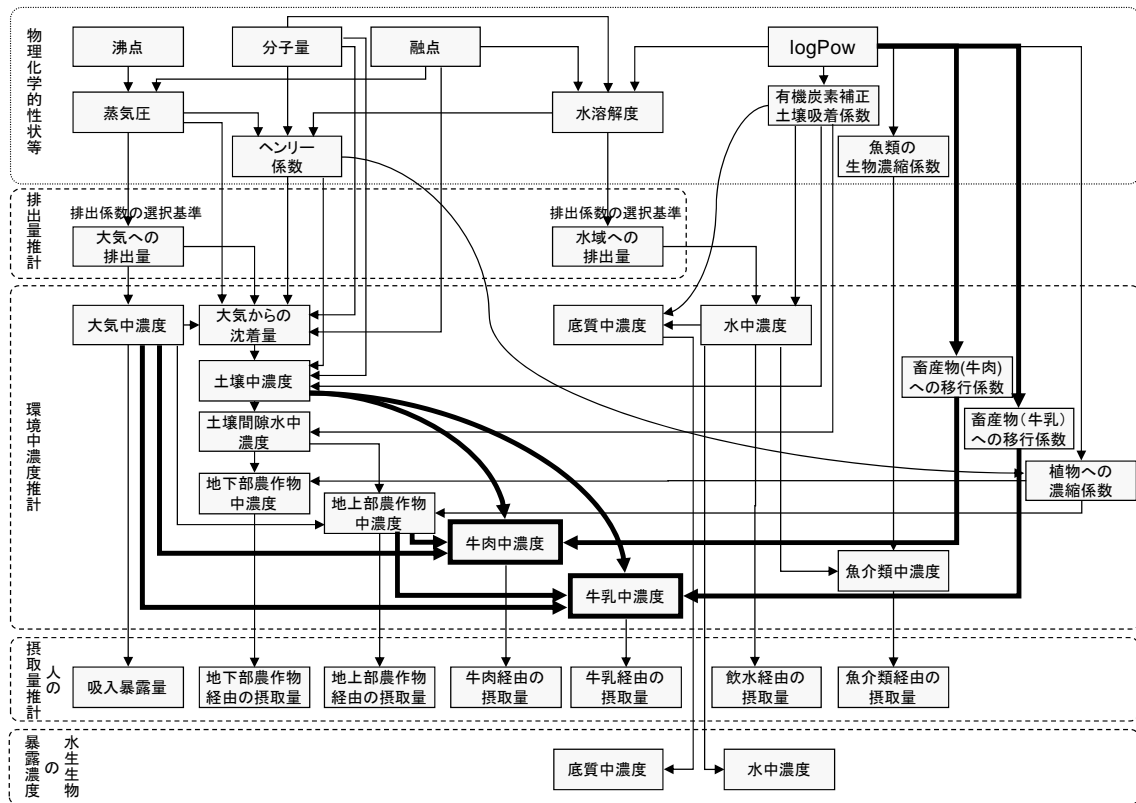 物理化学的性状等
沸点
分子量
融点
logPow
蒸気圧
水溶解度
有機炭素補正
土壌吸着係数
ヘンリー
係数
魚類の
生物濃縮係数
排出量推計
排出係数の選択基準
大気への
排出量
排出係数の選択基準
水域への
排出量
環境中濃度推計
大気中濃度
大気からの
沈着量
底質中濃度
水中濃度
土壌中濃度
畜産物(牛肉)
への移行係数
土壌間隙水中
濃度
畜産物（牛乳）
への移行係数
地下部農作物
中濃度
植物への
濃縮係数
地上部農作物
中濃度
牛肉中濃度
魚介類中濃度
牛乳中濃度
人の
摂取量推計
吸入暴露量
地下部農作物
経由の摂取量
地上部農作物
経由の摂取量
牛肉経由の
摂取量
牛乳経由の
摂取量
飲水経由の
摂取量
魚介類経由の
摂取量
水生生物
の
暴露濃度
底質中濃度
水中濃度